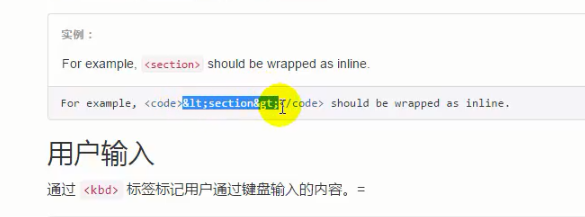 实例：
For example, <section> should be wrapped as inline.
For example, <code>&lt;section&gt;</code> should be wrapped as inline.
用户输入
通过 <kbd> 标签标记用户通过键盘输入的内容。=